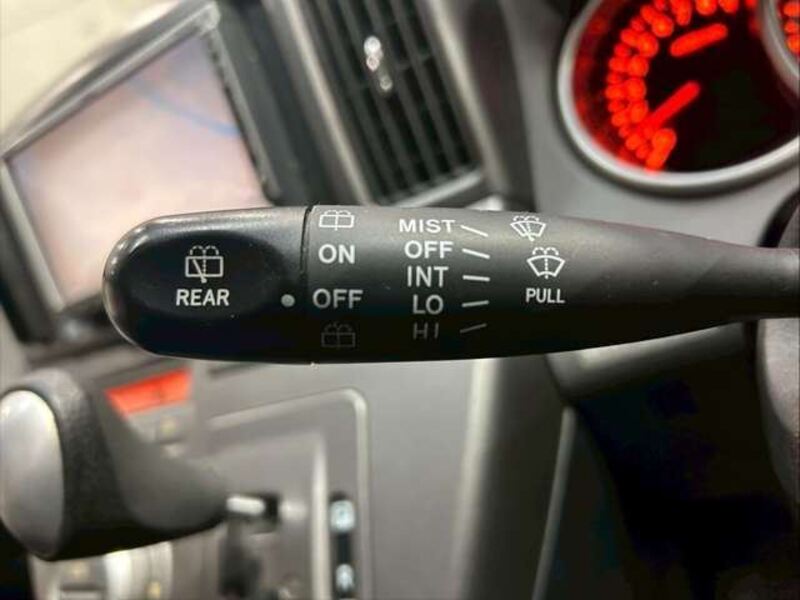 REAR
ON
OFF
MIST
OFF
INT
LO
HI
PULL